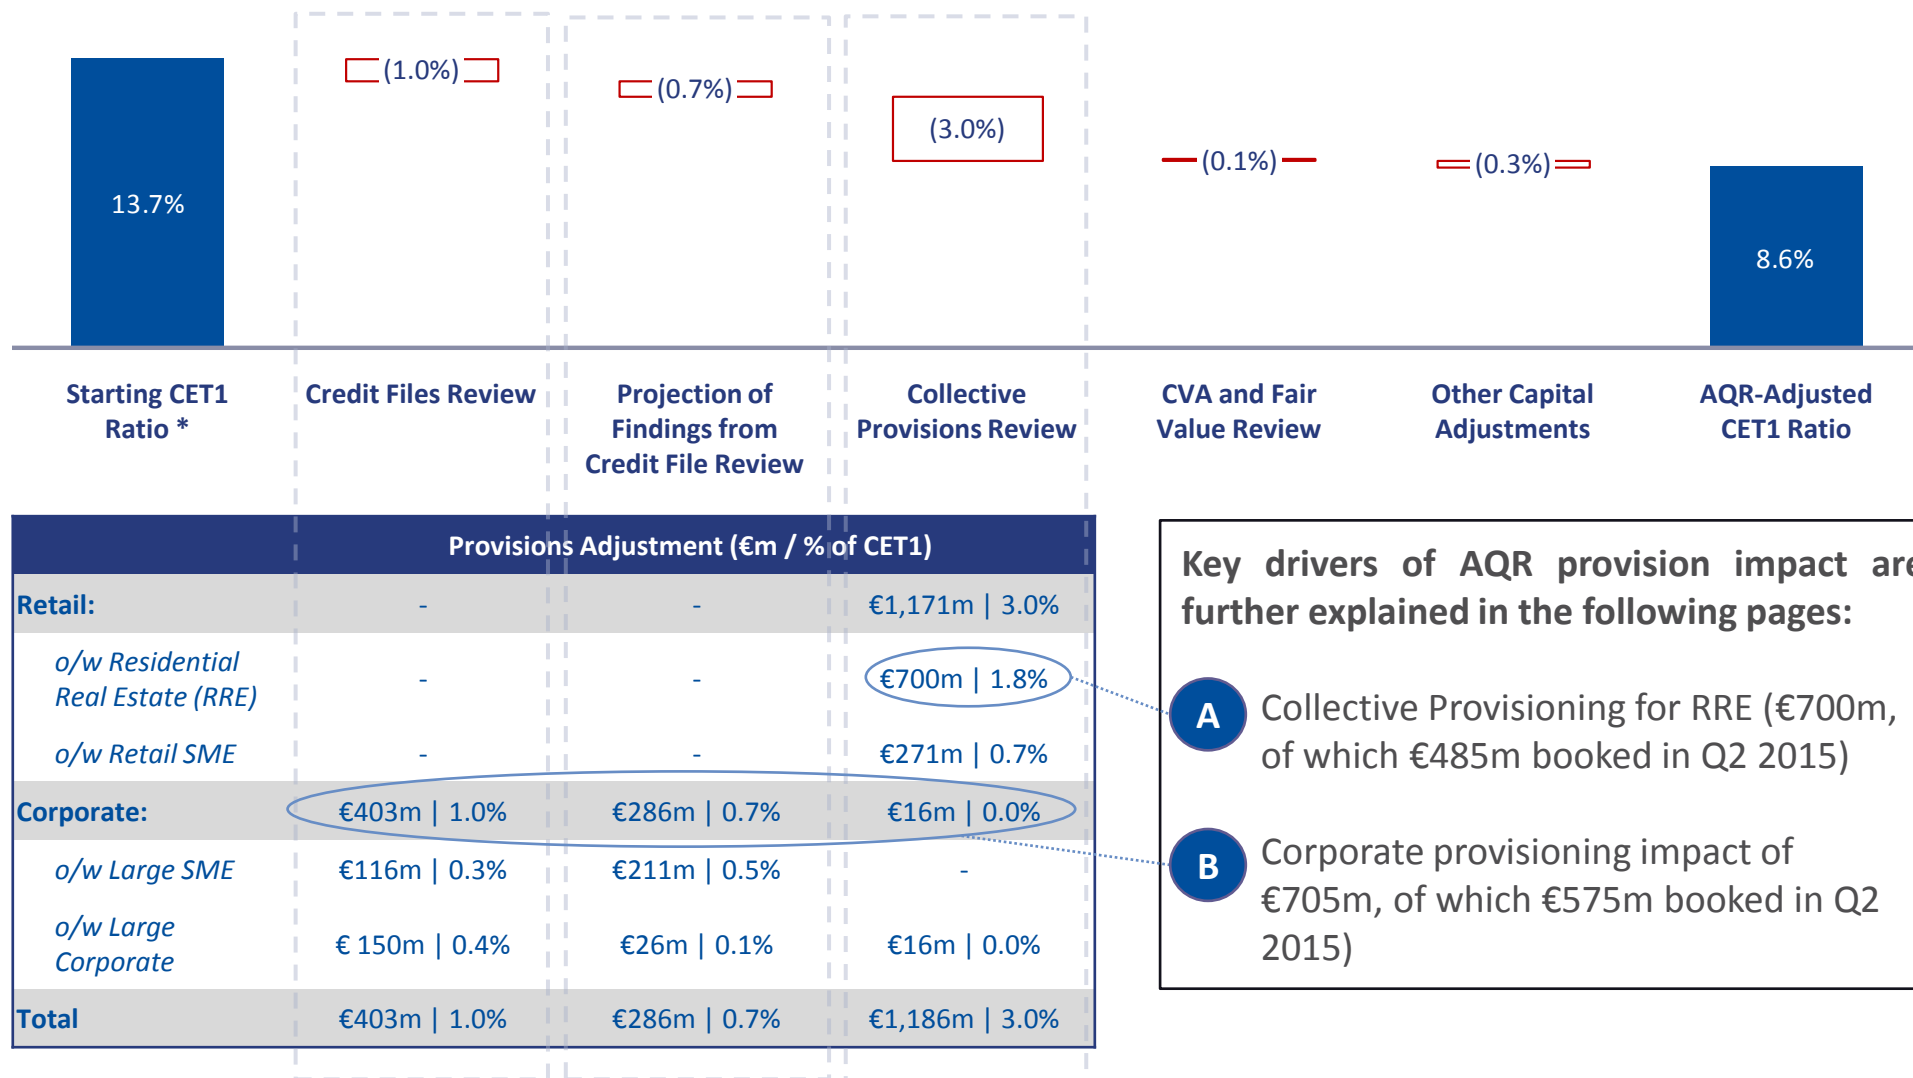 (1.0%)
(0.7%)
(3.0%)
(0.1%)
(0.3%)
13.7%
8.6%
Starting CET1
Ratio *
Credit Files Review
Projection of
Findings from
Credit File Review
Collective
Provisions Review
CVA and Fair
Value Review
Other Capital
Adjustments
AQR-Adjusted
CET1 Ratio
Provisions Adjustment (€m / % of CET1)
Retail: - - €1,171m | 3.0%
o/w Residential
Real Estate (RRE) - - €700m | 1.8%
o/w Retail SME - - €271m | 0.7%
Corporate: €403m | 1.0% €286m | 0.7% €16m | 0.0%
o/w Large SME €116m | 0.3% €211m | 0.5% -
o/w Large
Corporate € 150m | 0.4% €26m | 0.1% €16m | 0.0%
Total €403m | 1.0% €286m | 0.7% €1,186m | 3.0%
Key drivers of AQR provision impact are
further explained in the following pages:
A Collective Provisioning for RRE (€700m,
of which €485m booked in Q2 2015)
B Corporate provisioning impact of
€705m, of which €575m booked in Q2
2015)